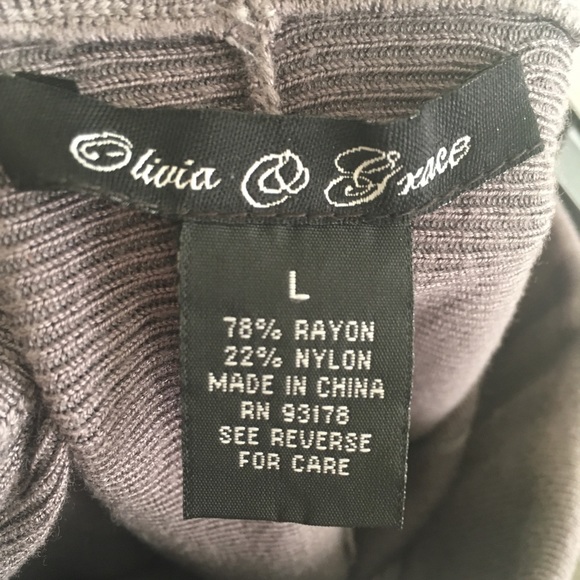 Olivia & Grace
L
78% RAYON
22% NYLON
MADE IN CHINA
RN 93178
SEE REVERSE
FOR CARE